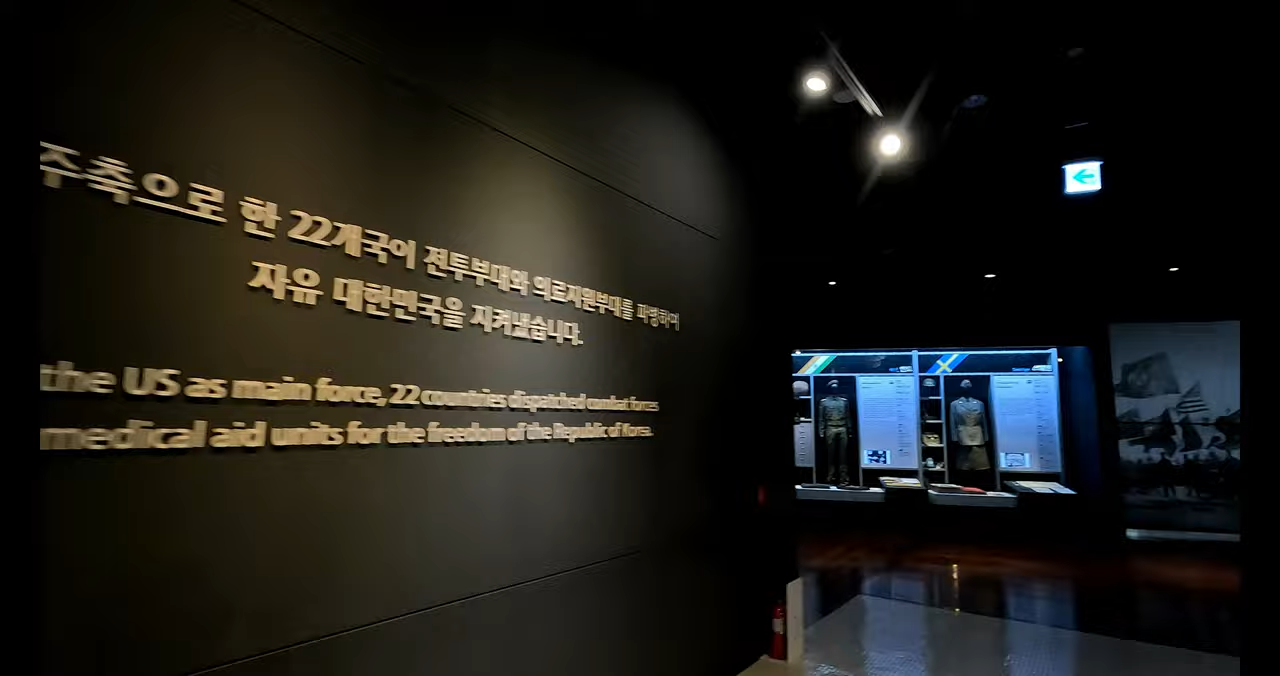 주축으로 한 22개국이 전투부대와 의료지원부대를 파병하여
자유 대한민국을 지켜냈습니다.
the US as main force, 22 countries dispatched combat forces
medical aid units for the freedom of the Republic of Korea.